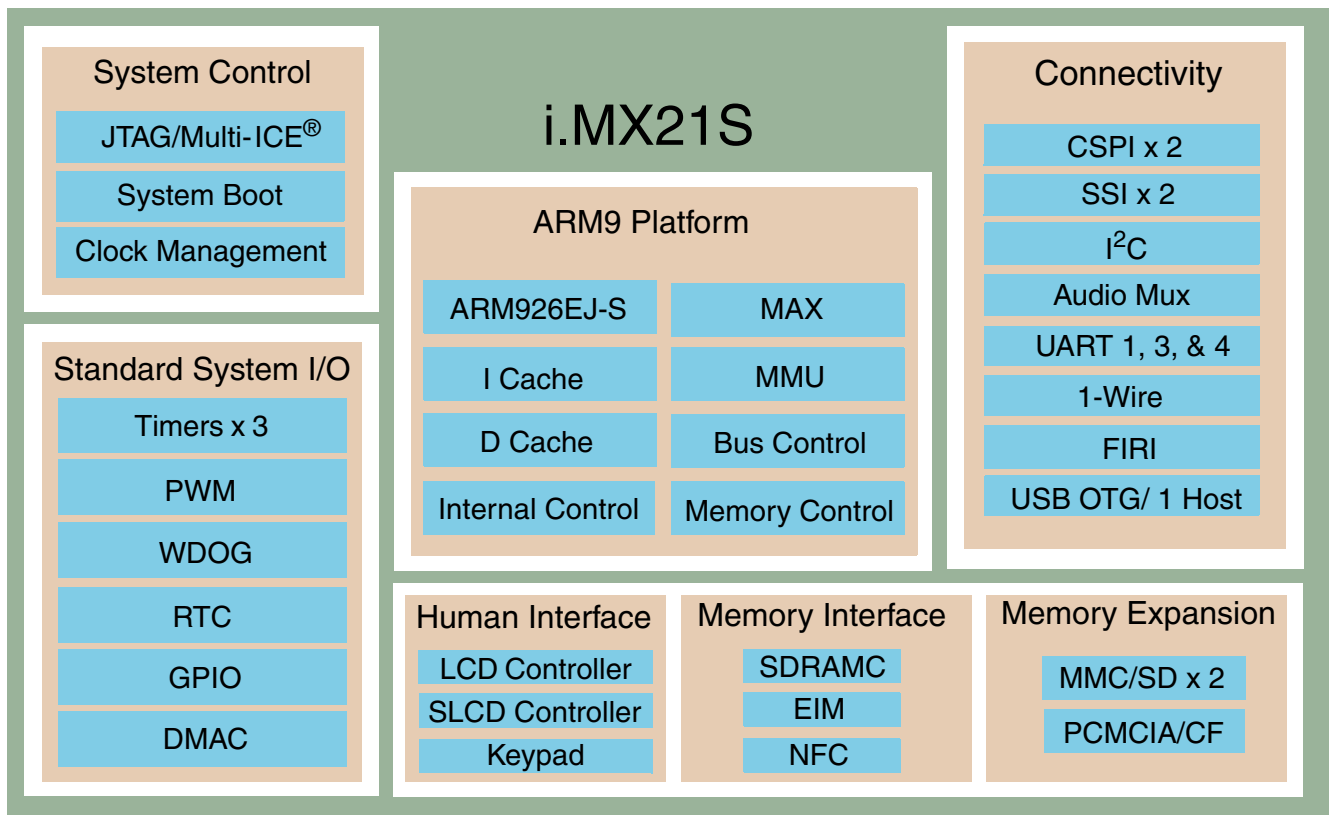 System Control
JTAG/Multi-ICE®
System Boot
Clock Management
Standard System I/O
Timers x 3
PWM
WDOG
RTC
GPIO
DMAC
i.MX21S
ARM9 Platform
ARM926EJ-S
MAX
I Cache
MMU
D Cache
Bus Control
Internal Control
Memory Control
Connectivity
CSPI x 2
SSI x 2
I²C
Audio Mux
UART 1, 3, & 4
1-Wire
FIRI
USB OTG/ 1 Host
Human Interface
LCD Controller
SLCD Controller
Keypad
Memory Interface
SDRAMC
EIM
NFC
Memory Expansion
MMC/SD x 2
PCMCIA/CF